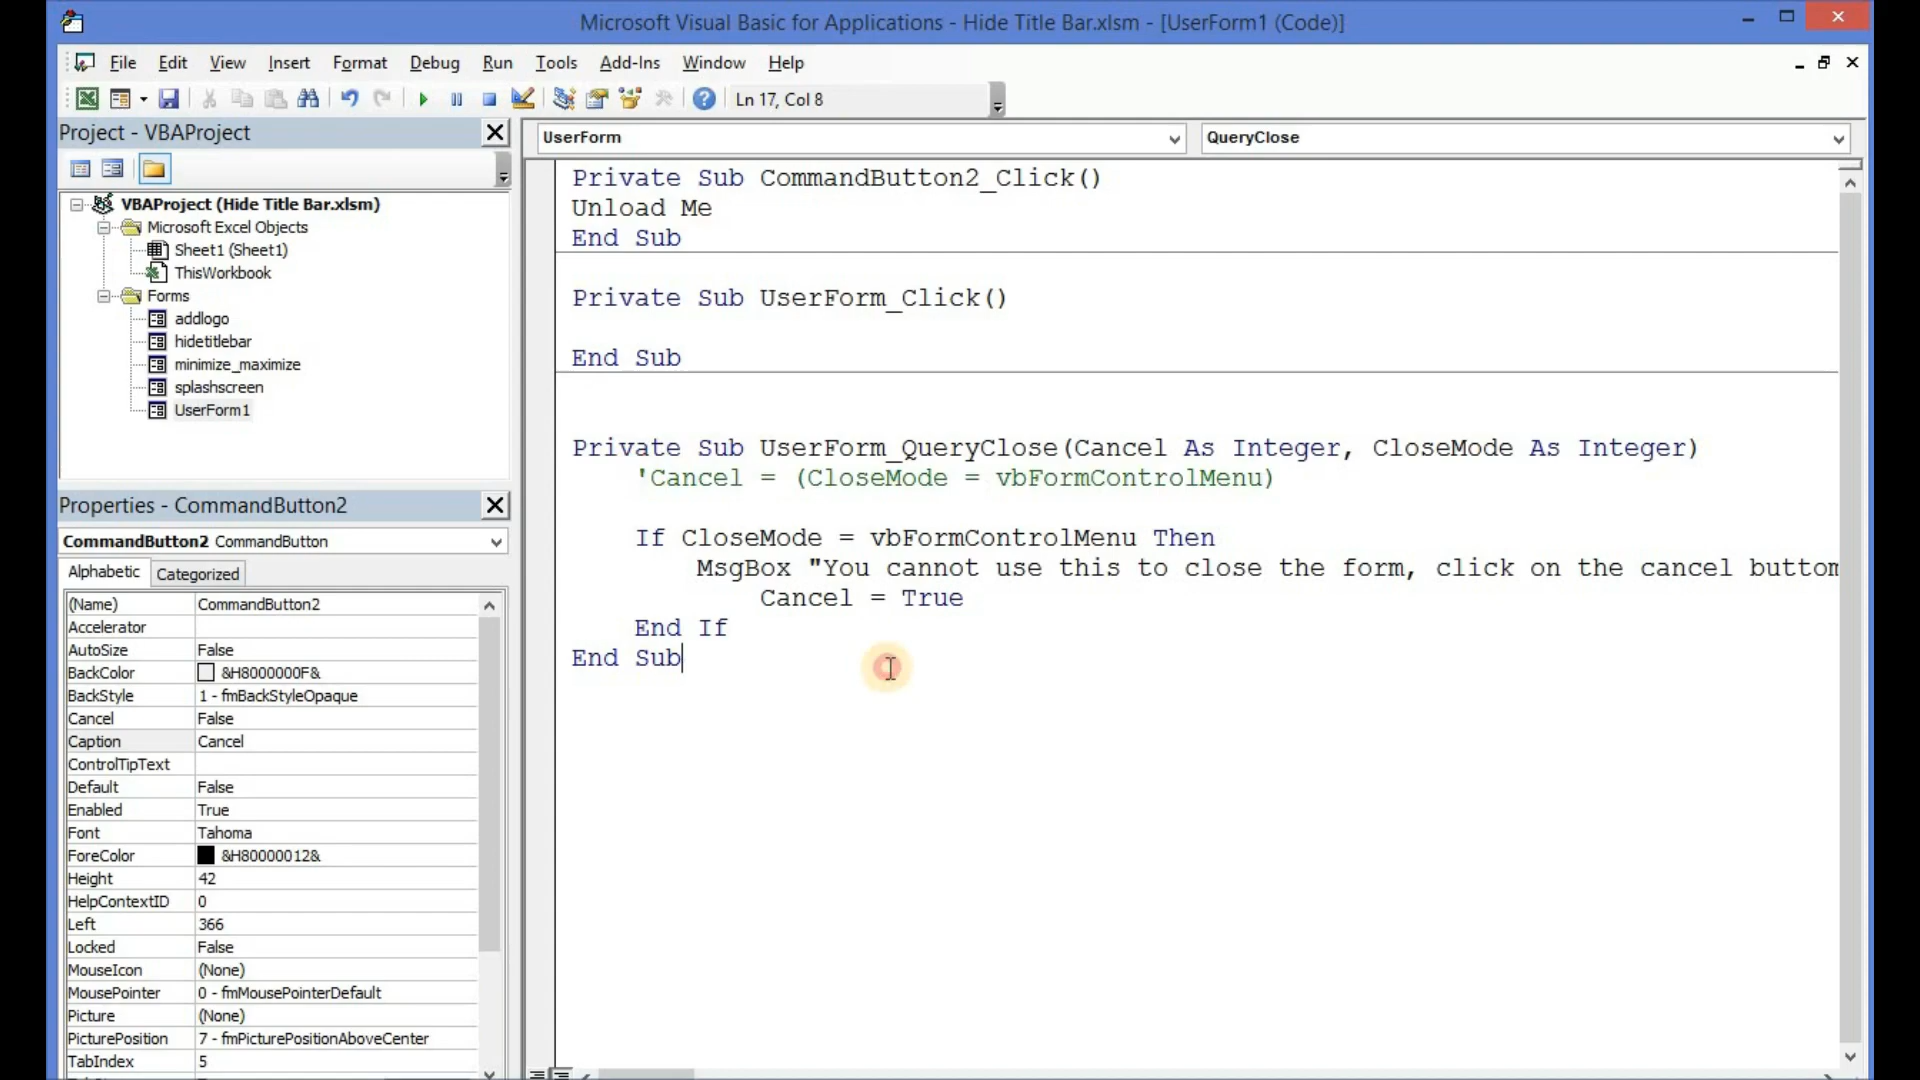 Microsoft Visual Basic for Applications - Hide Title Bar.xlsm - [UserForm1 (Code)]
File Edit View Insert Format Debug Run Tools Add-Ins Window Help
Ln 17, Col 8
Project - VBAProject
VBAProject (Hide Title Bar.xlsm)
Microsoft Excel Objects
Sheet1 (Sheet1)
ThisWorkbook
Forms
addlogo
hidetitlebar
minimize_maximize
splashscreen
UserForm1
Properties - CommandButton2
CommandButton2 CommandButton
Alphabetic Categorized
(Name) CommandButton2
Accelerator
AutoSize False
BackColor &H8000000F&
BackStyle 1 - fmBackStyleOpaque
Cancel False
Caption Cancel
ControlTipText
Default False
Enabled True
Font Tahoma
ForeColor &H80000012&
Height 42
HelpContextID 0
Left 366
Locked False
MouseIcon (None)
MousePointer 0 - fmMousePointerDefault
Picture (None)
PicturePosition 7 - fmPicturePositionAboveCenter
TabIndex 5
UserForm QueryClose
Private Sub CommandButton2_Click()
Unload Me
End Sub
Private Sub UserForm_Click()
End Sub
Private Sub UserForm_QueryClose(Cancel As Integer, CloseMode As Integer)
'Cancel = (CloseMode = vbFormControlMenu)
If CloseMode = vbFormControlMenu Then
MsgBox "You cannot use this to close the form, click on the cancel buttom
Cancel = True
End If
End Sub